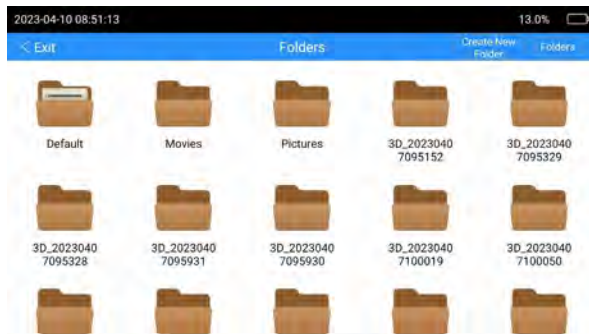 2023-04-10 08:51:13 13.0%
< Exit Folders Create New Folder Folders
Default Movies Pictures 3D_2023040 3D_2023040
7095152 7095329
3D_2023040 3D_2023040 3D_2023040 3D_2023040 3D_2023040
7095328 7095931 7095930 7100019 7100050